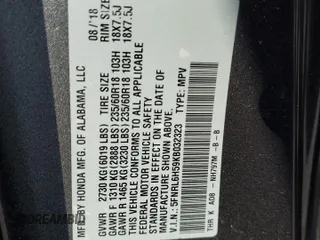 MFD. BY HONDA MFG. OF ALABAMA, LLC 08/'18
GVWR 2730 KG(6019 LBS) TIRE SIZE RIM SIZE
GAWR F 1310 KG(2888 LBS) 235/60R18 103H 18X7.5J
GAWR R 1465 KG(3230 LBS) 235/60R18 103H 18X7.5J
THIS VEHICLE CONFORMS TO ALL APPLICABLE
FEDERAL MOTOR VEHICLE SAFETY
STANDARDS IN EFFECT ON THE DATE OF
MANUFACTURE SHOWN ABOVE.
V.I.N.: 5FNRL6H59KB032323 TYPE: MPV
THR K A08 - NH797M -B-B